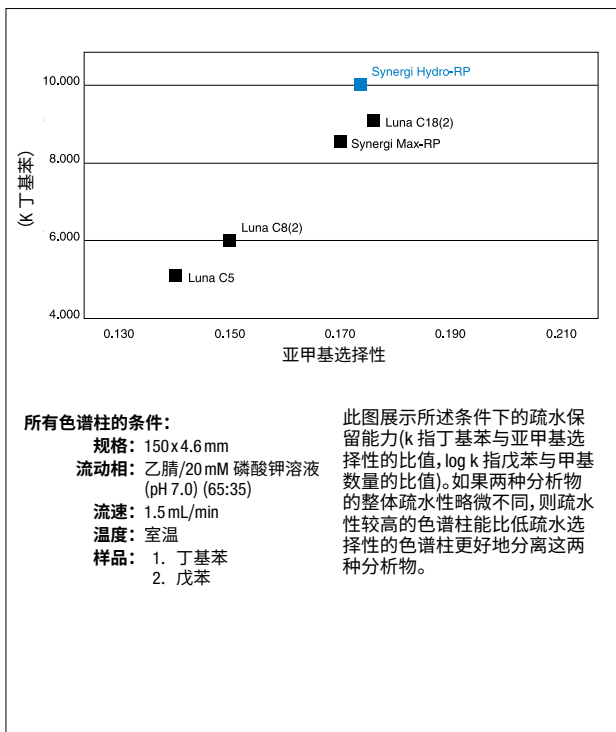 Synergi Hydro-RP
10.000
Luna C18(2)
Synergi Max-RP
8.000
(K 丁基苯)
Luna C8(2)
6.000
Luna C5
4.000
0.130 0.150 0.170 0.190 0.210
亚甲基选择性
所有色谱柱的条件:
规格: 150 x 4.6 mm
流动相: 乙腈/20 mM 磷酸钾溶液
(pH 7.0) (65:35)
流速: 1.5 mL/min
温度: 室温
样品: 1. 丁基苯
2. 戊苯
此图展示所述条件下的疏水保
留能力(k 指丁基苯与亚甲基选
择性的比值, log k 指戊苯与甲基
数量的比值)。如果两种分析物
的整体疏水性略微不同,则疏水
性较高的色谱柱能比低疏水选
择性的色谱柱更好地分离这两
种分析物。